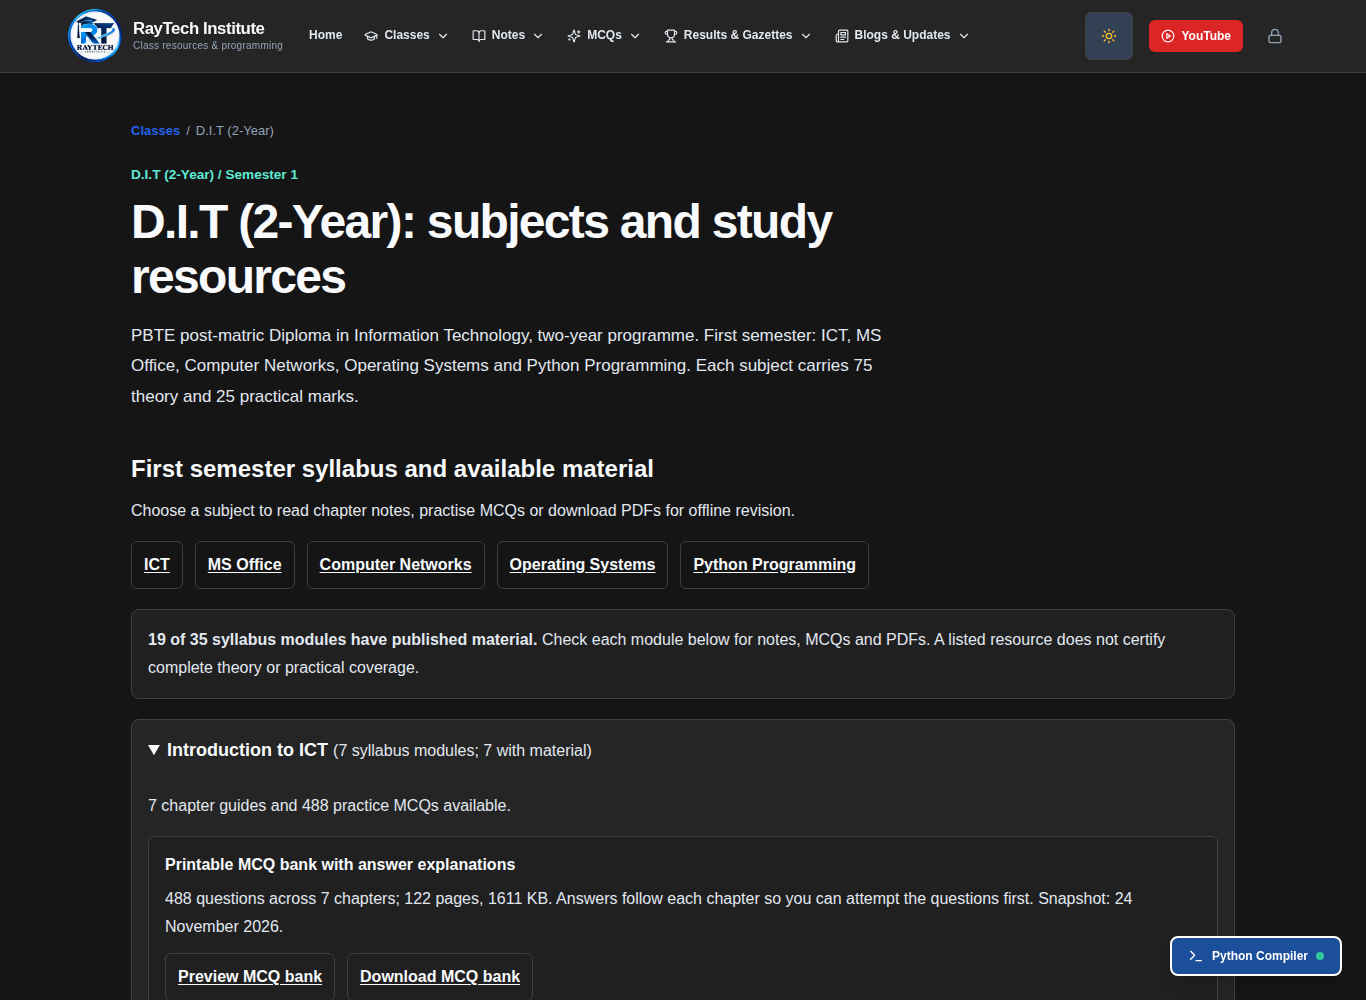 RAYTECH
RayTech Institute
Class resources & programming
Home
Classes
Notes
MCQs
Results & Gazettes
Blogs & Updates
YouTube
Classes / D.I.T (2-Year)
D.I.T (2-Year) / Semester 1
D.I.T (2-Year): subjects and study
resources
PBTE post-matric Diploma in Information Technology, two-year programme. First semester: ICT, MS
Office, Computer Networks, Operating Systems and Python Programming. Each subject carries 75
theory and 25 practical marks.
First semester syllabus and available material
Choose a subject to read chapter notes, practise MCQs or download PDFs for offline revision.
ICT
MS Office
Computer Networks
Operating Systems
Python Programming
19 of 35 syllabus modules have published material. Check each module below for notes, MCQs and PDFs. A listed resource does not certify
complete theory or practical coverage.
Introduction to ICT (7 syllabus modules; 7 with material)
7 chapter guides and 488 practice MCQs available.
Printable MCQ bank with answer explanations
488 questions across 7 chapters; 122 pages, 1611 KB. Answers follow each chapter so you can attempt the questions first. Snapshot: 24
November 2026.
Preview MCQ bank
Download MCQ bank
Python Compiler